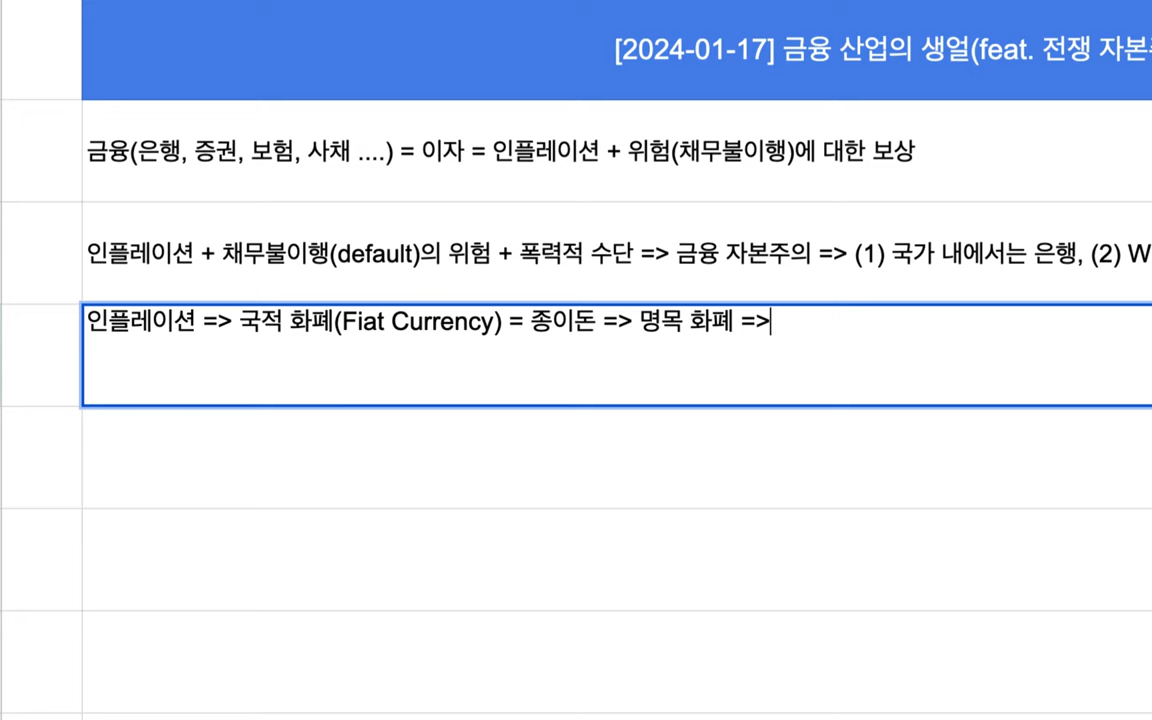 [2024-01-17] 금융 산업의 생얼(feat. 전쟁 자본
금융(은행, 증권, 보험, 사채 ....) = 이자 = 인플레이션 + 위험(채무불이행)에 대한 보상
인플레이션 + 채무불이행(default)의 위험 + 폭력적 수단 => 금융 자본주의 => (1) 국가 내에서는 은행, (2) W
인플레이션 => 국적 화폐(Fiat Currency) = 종이돈 => 명목 화폐 =>